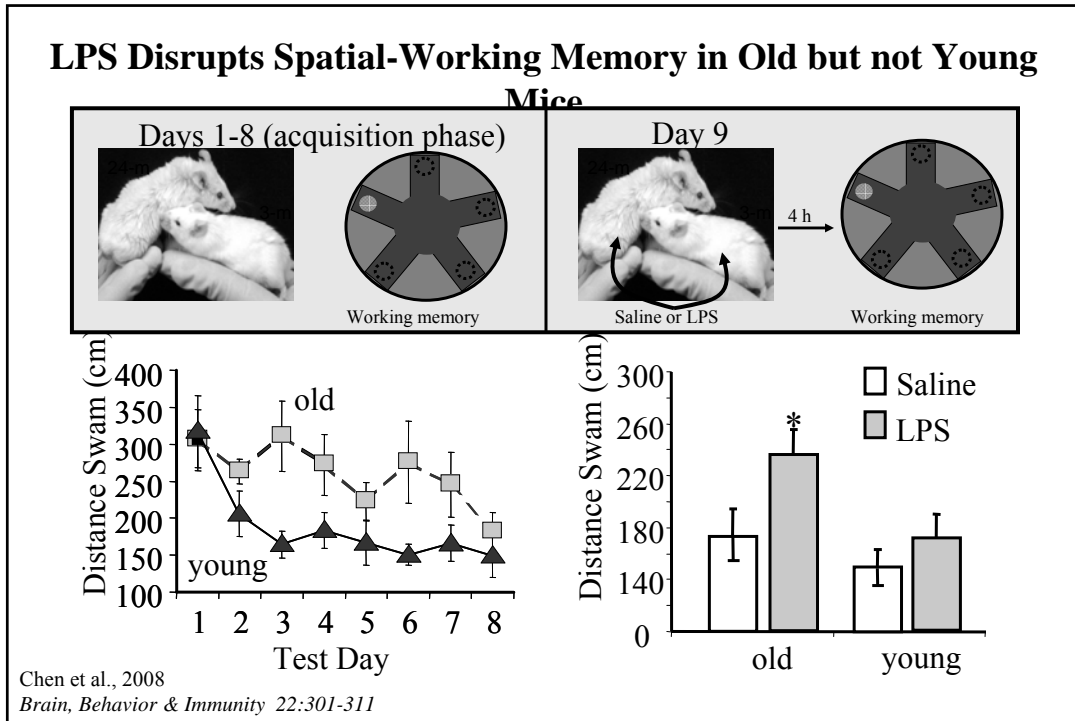 LPS Disrupts Spatial-Working Memory in Old but not Young
Mice
Days 1-8 (acquisition phase)
24-m
3-m
Working memory
Day 9
24-m
3-m
4 h
Saline or LPS
Working memory
Distance Swam (cm)
400
350
300
250
200
150
100
old
young
1 2 3 4 5 6 7 8
Test Day
Distance Swam (cm)
300
260
220
180
140
0
*
Saline
LPS
old young
Chen et al., 2008
Brain, Behavior & Immunity 22:301-311